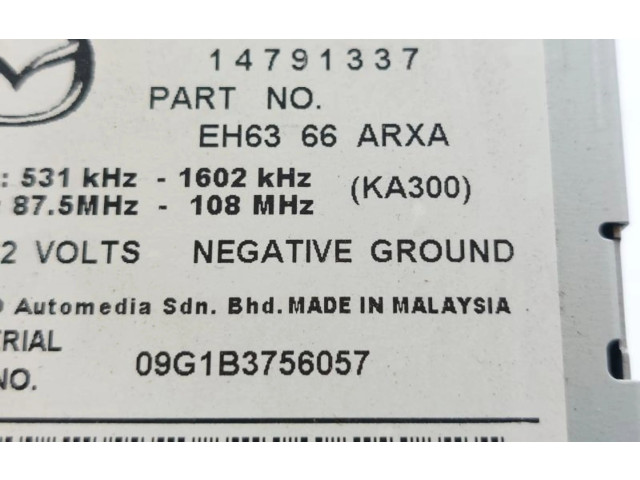 14791337
PART NO.
EH63 66 ARXA
: 531 kHz - 1602 kHz (KA300)
: 87.5MHz - 108 MHz
2 VOLTS NEGATIVE GROUND
Automedia Sdn. Bhd. MADE IN MALAYSIA
ERIAL
NO. 09G1B3756057